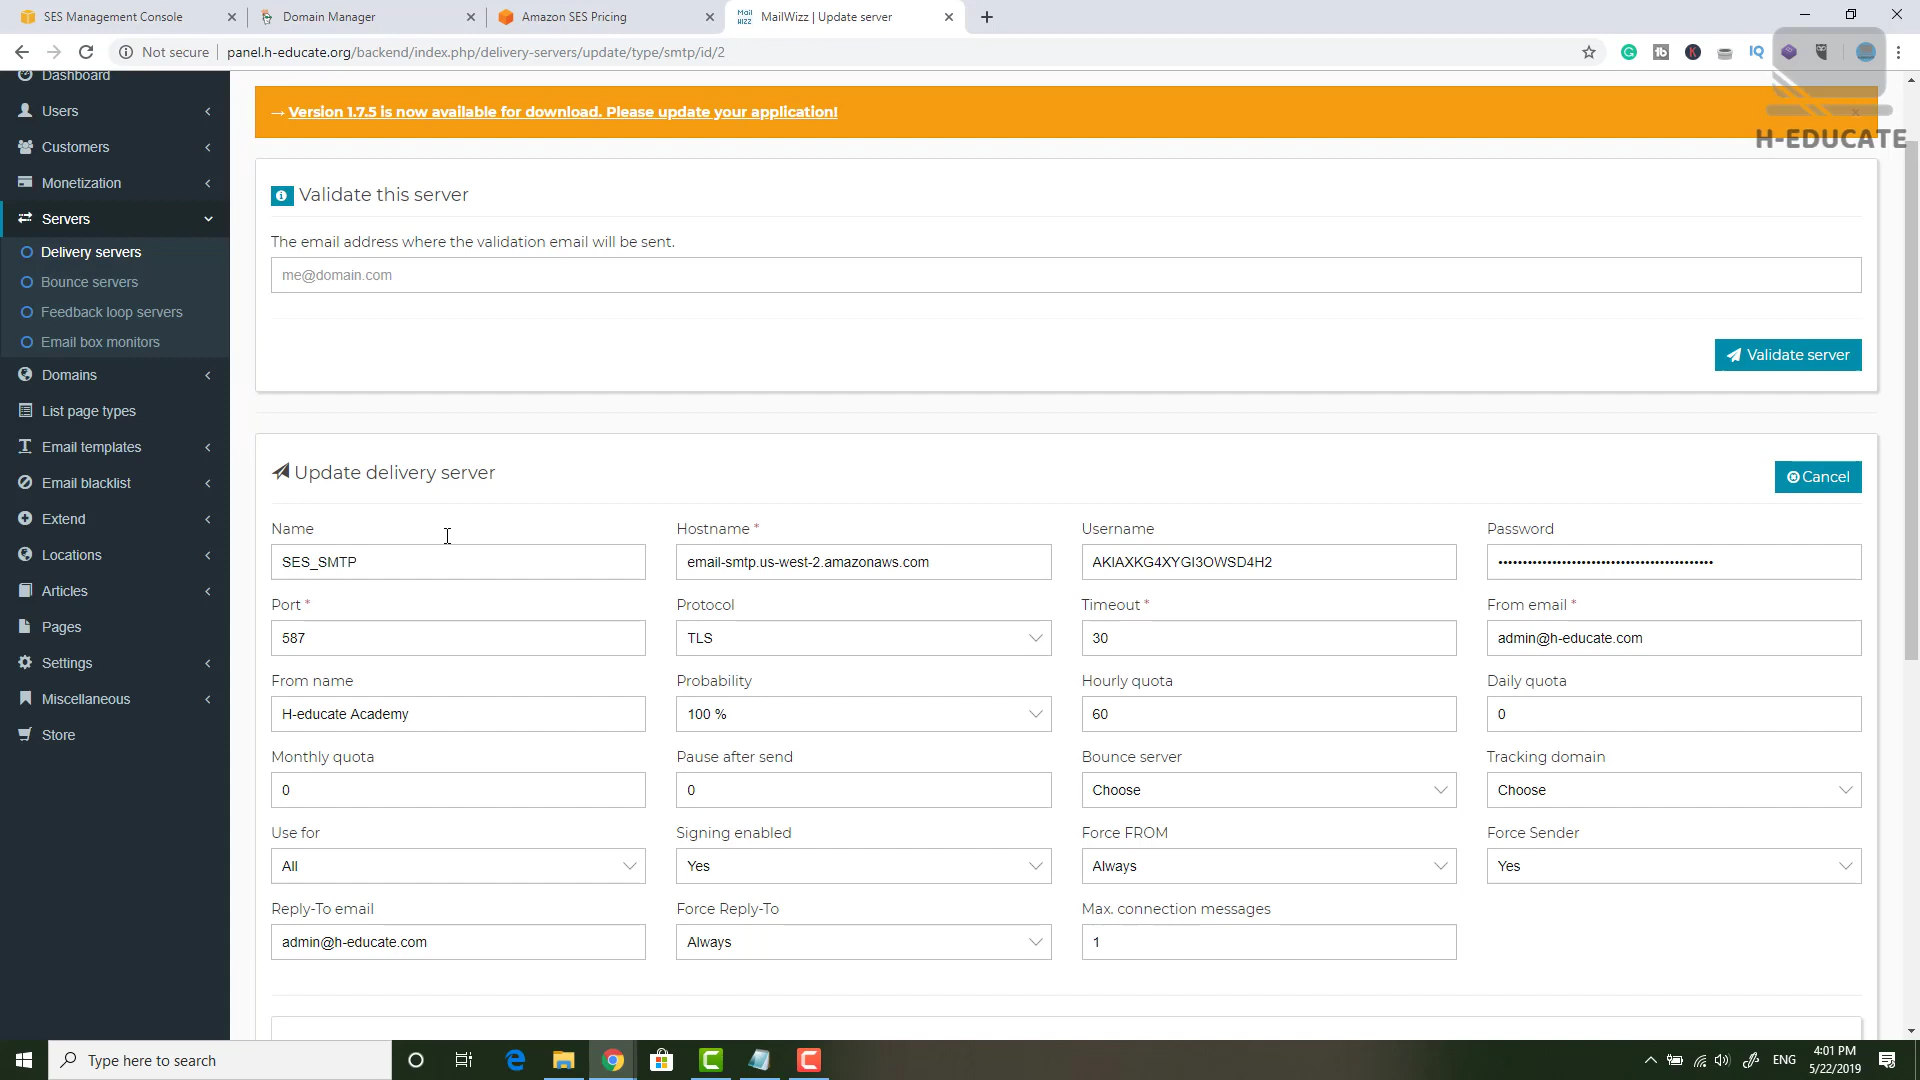 SES Management Console
Domain Manager
Amazon SES Pricing
MailWizz | Update server
Not secure
panel.h-educate.org/backend/index.php/delivery-servers/update/type/smtp/id/2
H-EDUCATE
Dashboard
Users
Customers
Monetization
Servers
Delivery servers
Bounce servers
Feedback loop servers
Email box monitors
Domains
List page types
Email templates
Email blacklist
Extend
Locations
Articles
Pages
Settings
Miscellaneous
Store
→ Version 1.7.5 is now available for download. Please update your application!
Validate this server
The email address where the validation email will be sent.
me@domain.com
Validate server
Update delivery server
Cancel
Name
Hostname *
Username
Password
SES_SMTP
email-smtp.us-west-2.amazonaws.com
AKIAXKG4XYGI3OWSD4H2
••••••••••••••••••••••••••••••••••••••••••••
Port *
Protocol
Timeout *
From email *
587
TLS
30
admin@h-educate.com
From name
Probability
Hourly quota
Daily quota
H-educate Academy
100 %
60
0
Monthly quota
Pause after send
Bounce server
Tracking domain
0
0
Choose
Choose
Use for
Signing enabled
Force FROM
Force Sender
All
Yes
Always
Yes
Reply-To email
Force Reply-To
Max. connection messages
admin@h-educate.com
Always
1
Type here to search
ENG
4:01 PM
5/22/2019